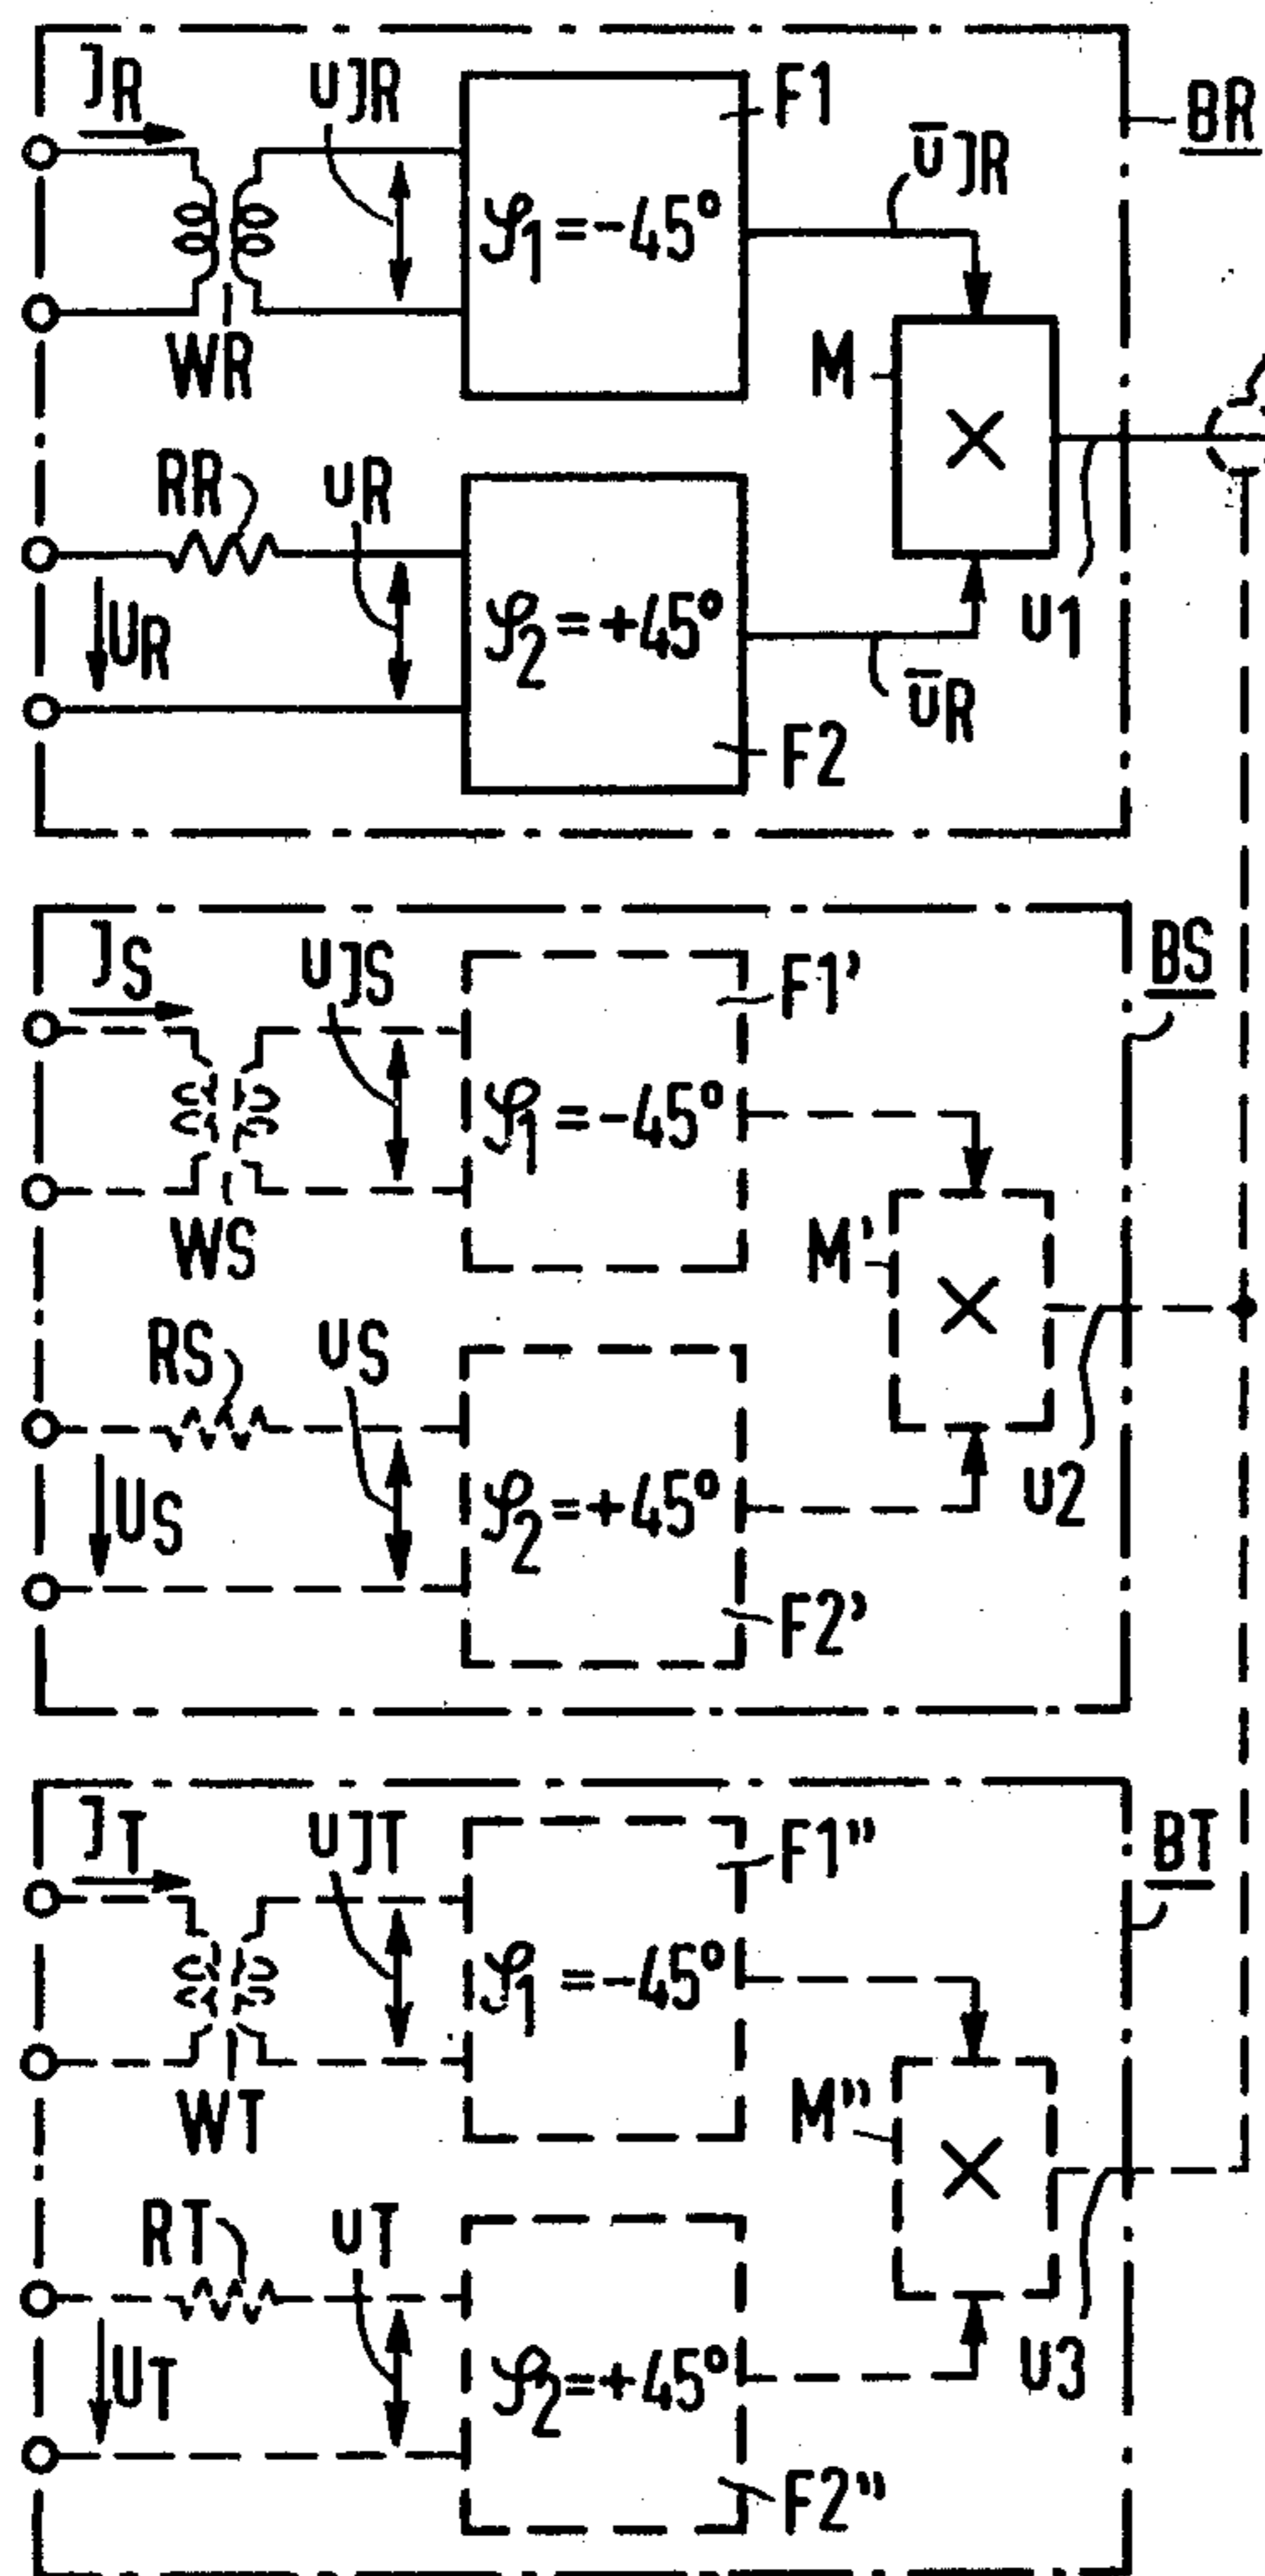 JR
uJR
F1
BR
φ1=-45°
ūJR
WR
M
×
RR
uR
UR
φ2=+45°
u1
ūR
F2
JS
uJS
F1'
BS
φ1=-45°
WS
M'
×
RS
uS
US
φ2=+45°
u2
F2'
JT
uJT
F1"
BT
φ1=-45°
WT
M"
×
RT
uT
UT
φ2=+45°
u3
F2"